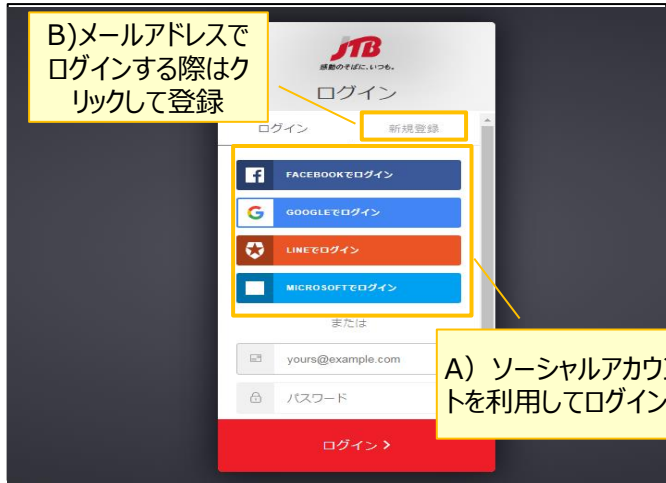 B)メールアドレスで
ログインする際はク
リックして登録
JTB
感動のそばに、いつも。
ログイン
ログイン
新規登録
FACEBOOKでログイン
GOOGLEでログイン
LINEでログイン
MICROSOFTでログイン
または
yours@example.com
パスワード
A) ソーシャルアカウン
トを利用してログイン
ログイン >